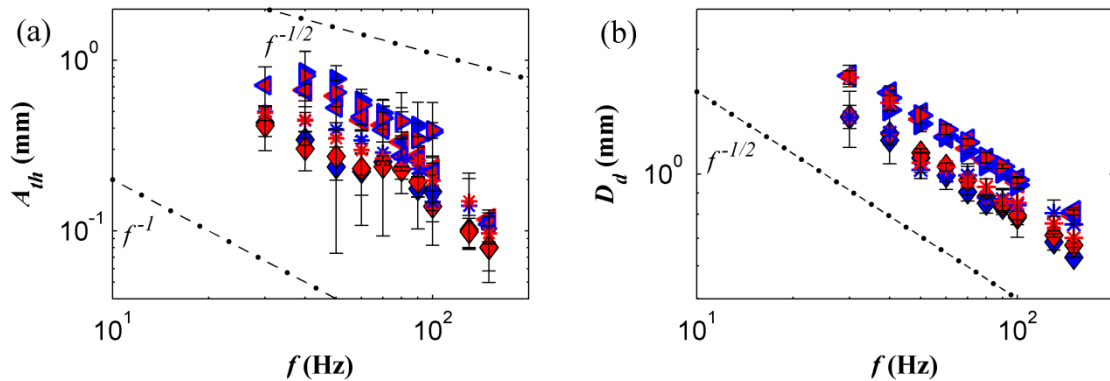 (a)
A_th (mm)
10^0
10^-1
f^-1/2
f^-1
10^1
10^2
f (Hz)
(b)
D_d (mm)
10^0
f^-1/2
10^1
10^2
f (Hz)